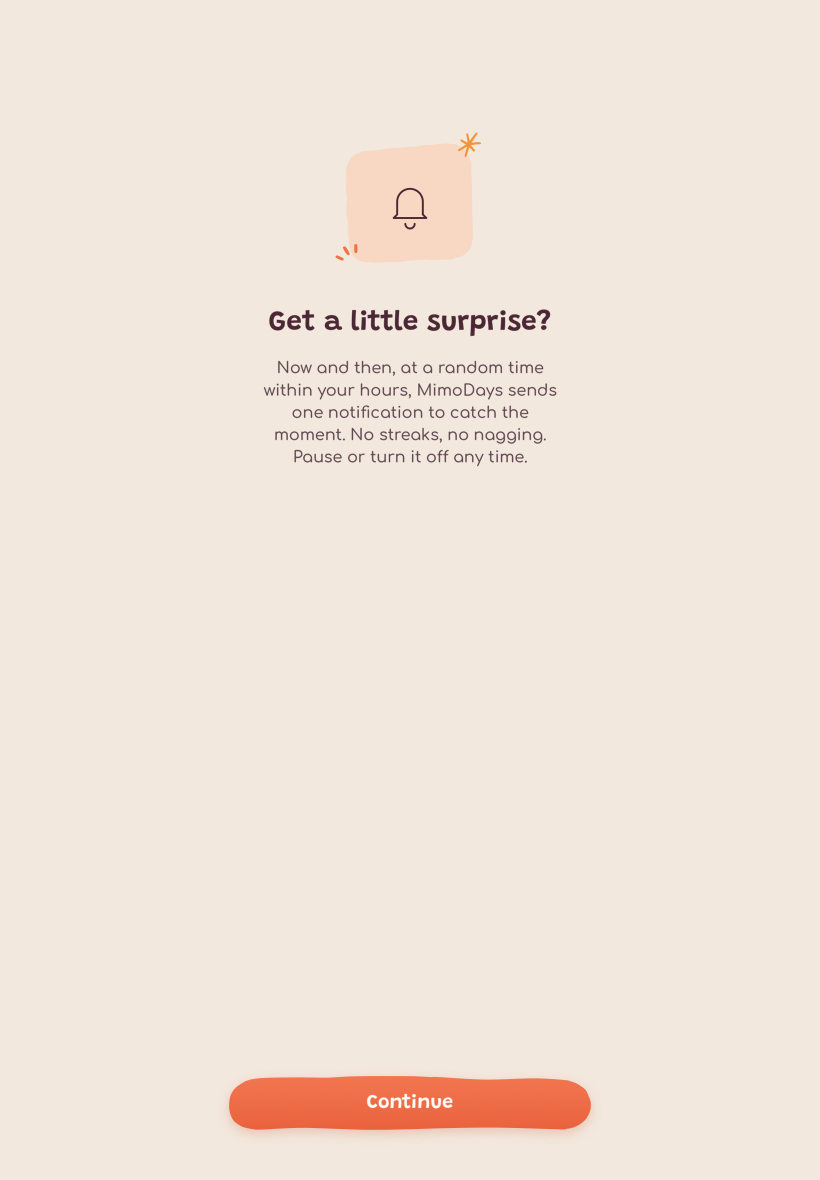 Get a little surprise?
Now and then, at a random time
within your hours, MimoDays sends
one notification to catch the
moment. No streaks, no nagging.
Pause or turn it off any time.
Continue